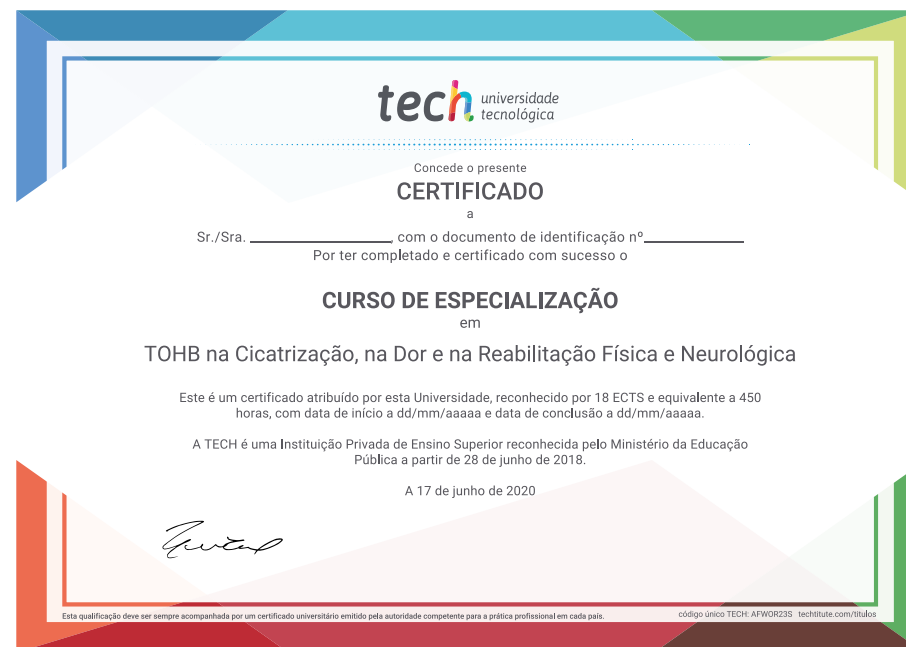 tech universidade
tecnológica
Concede o presente
CERTIFICADO
a
Sr./Sra. ________________, com o documento de identificação nº____________
Por ter completado e certificado com sucesso o
CURSO DE ESPECIALIZAÇÃO
em
TOHB na Cicatrização, na Dor e na Reabilitação Física e Neurológica
Este é um certificado atribuído por esta Universidade, reconhecido por 18 ECTS e equivalente a 450
horas, com data de início a dd/mm/aaaaa e data de conclusão a dd/mm/aaaaa.
A TECH é uma Instituição Privada de Ensino Superior reconhecida pelo Ministério da Educação
Pública a partir de 28 de junho de 2018.
A 17 de junho de 2020
Esta qualificação deve ser sempre acompanhada por um certificado universitário emitido pela autoridade competente para a prática profissional em cada país.
código único TECH: AFWOR23S techtitute.com/titulos